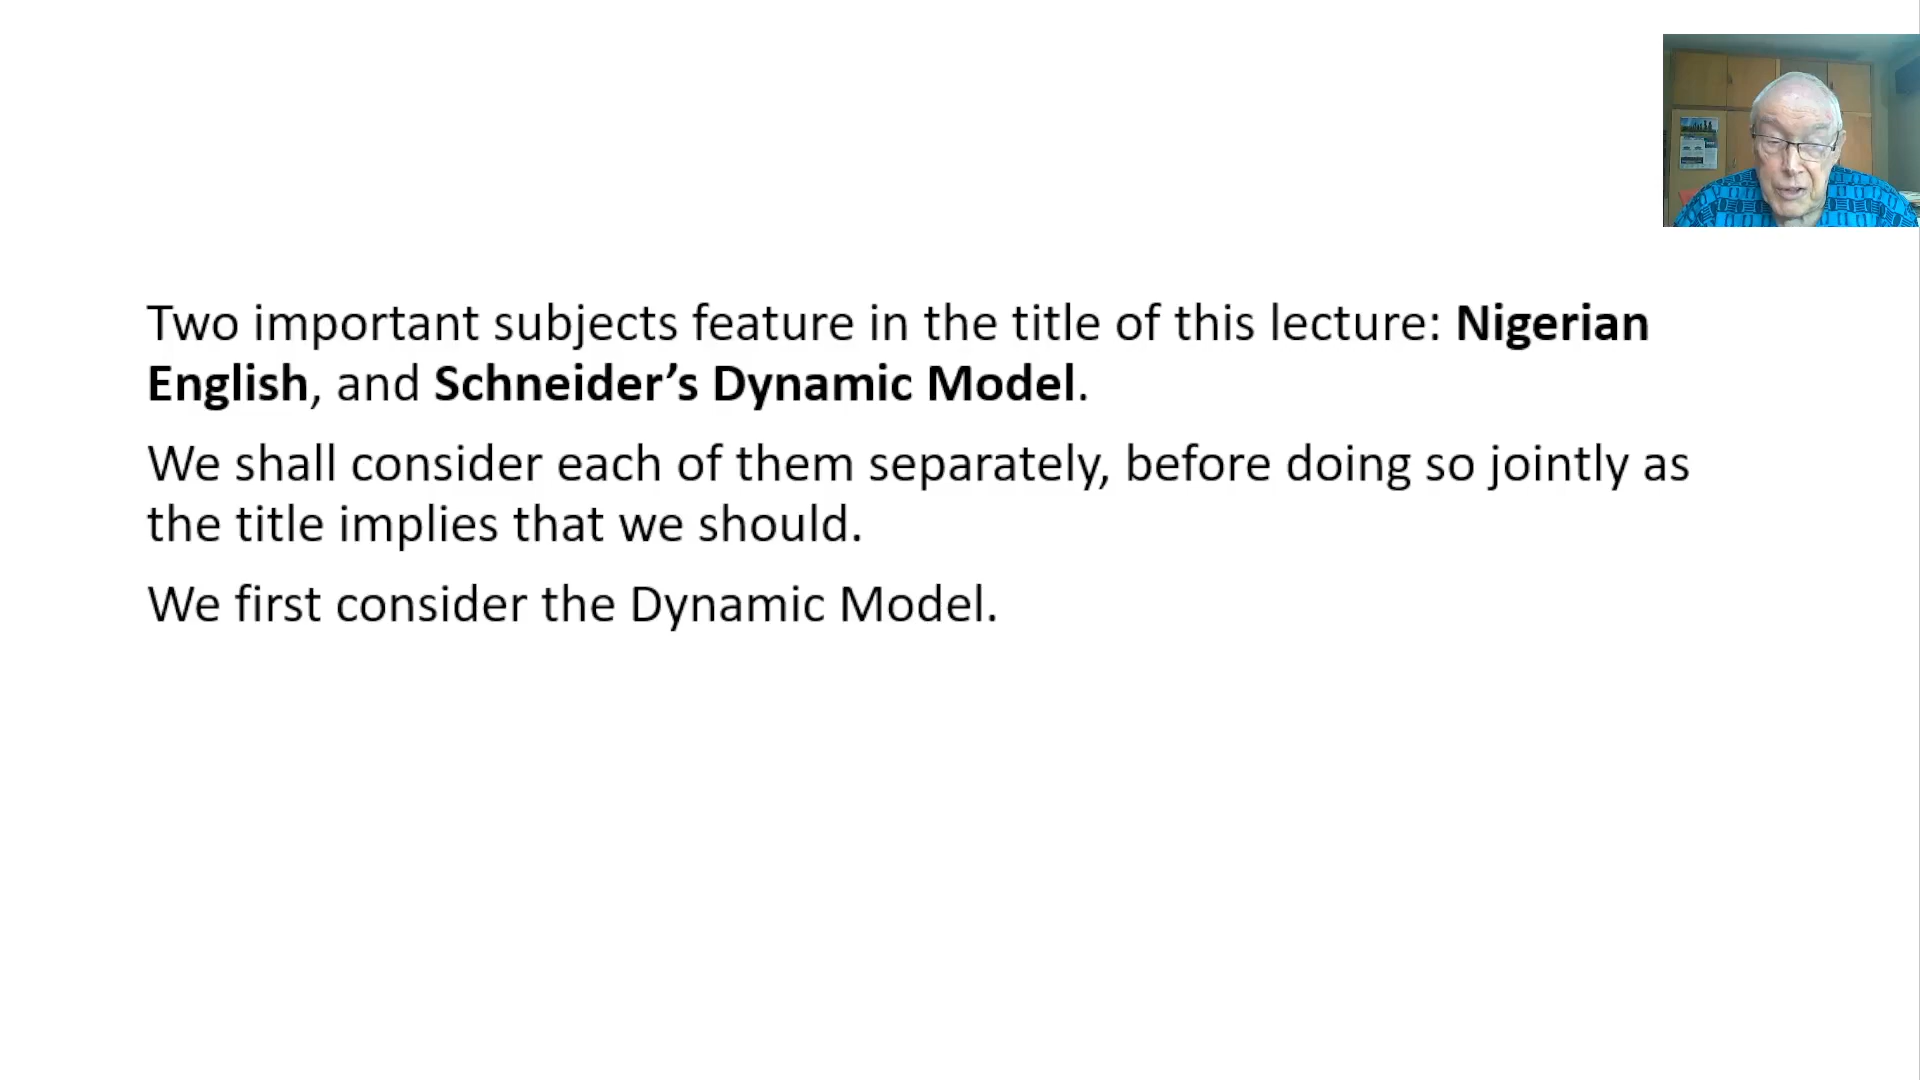 Two important subjects feature in the title of this lecture: Nigerian
English, and Schneider’s Dynamic Model.
We shall consider each of them separately, before doing so jointly as
the title implies that we should.
We first consider the Dynamic Model.